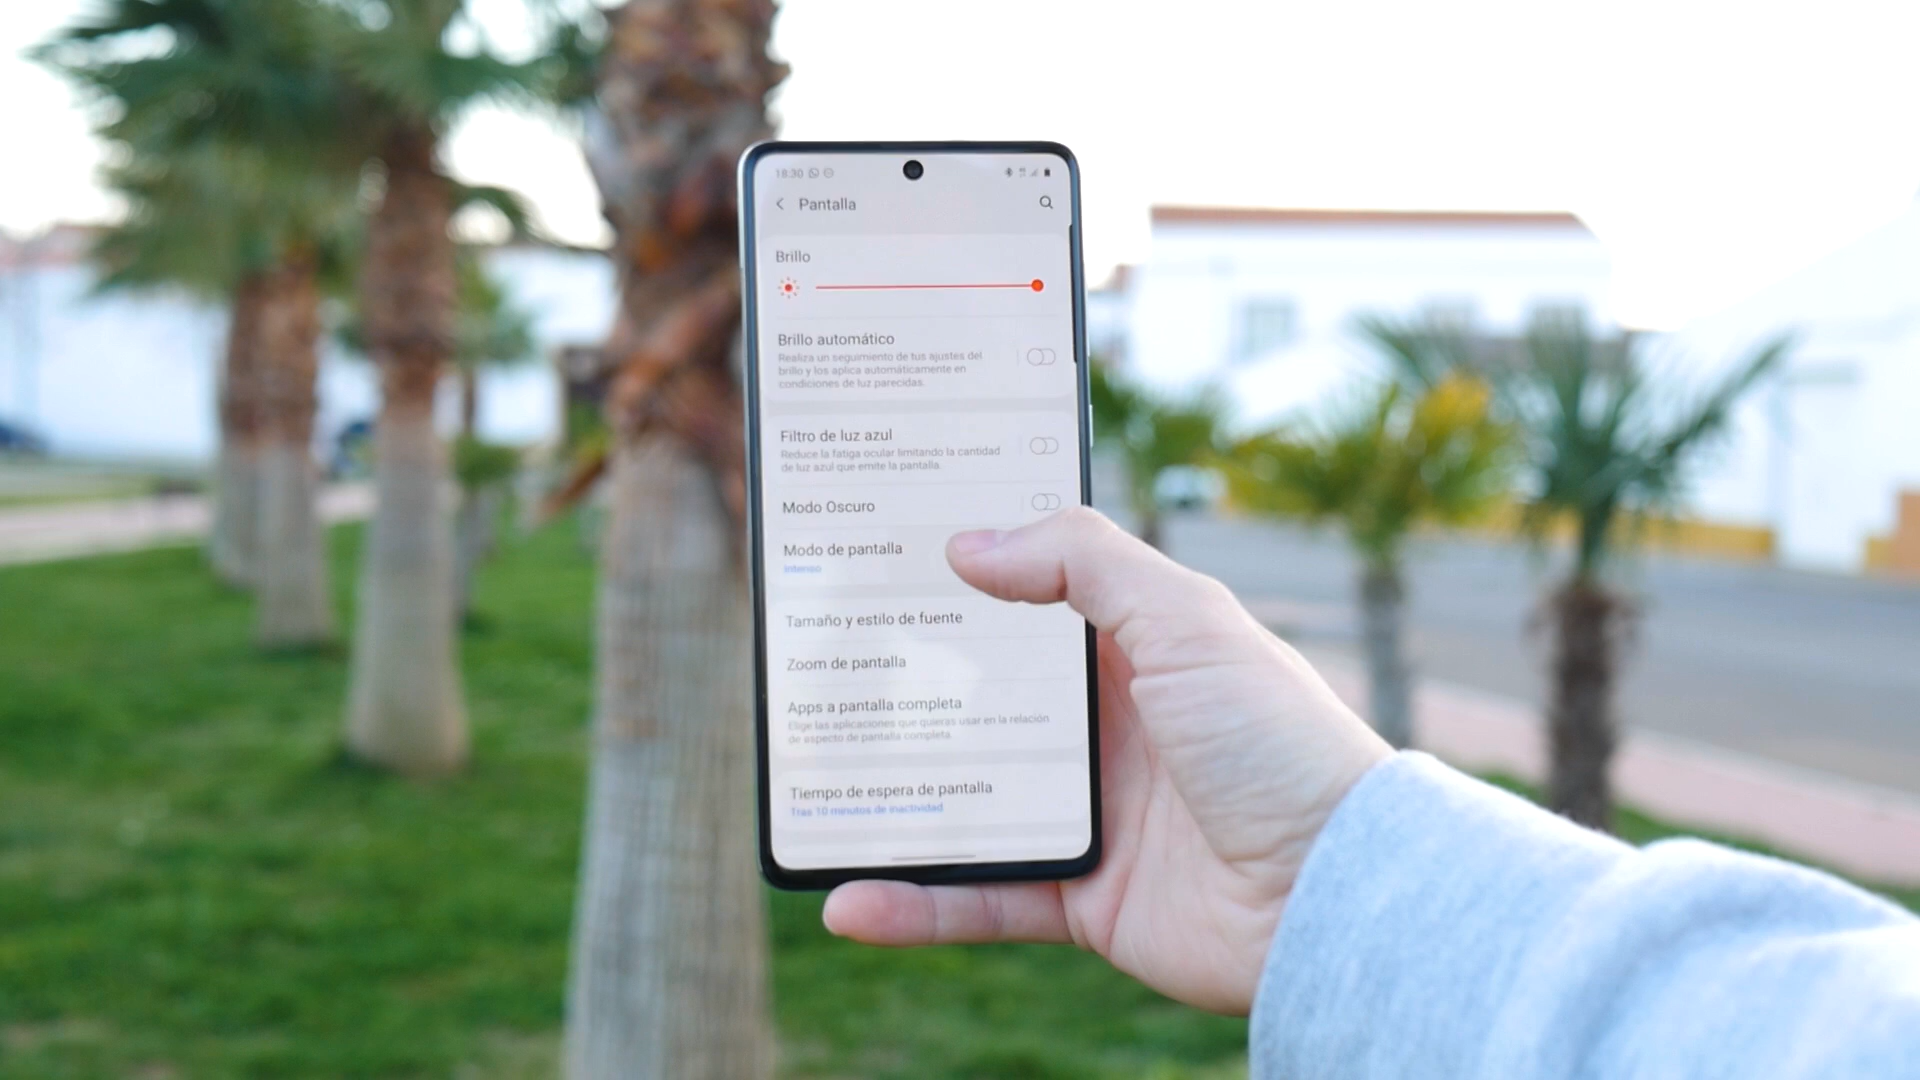 18:30
Pantalla
Brillo
Brillo automático
Realiza un seguimiento de tus ajustes del
brillo y los aplica automáticamente en
condiciones de luz parecidas.
Filtro de luz azul
Reduce la fatiga ocular limitando la cantidad
de luz azul que emite la pantalla.
Modo Oscuro
Modo de pantalla
Intenso
Tamaño y estilo de fuente
Zoom de pantalla
Apps a pantalla completa
Elige las aplicaciones que quieras usar en la relación
de aspecto de pantalla completa.
Tiempo de espera de pantalla
Tras 10 minutos de inactividad